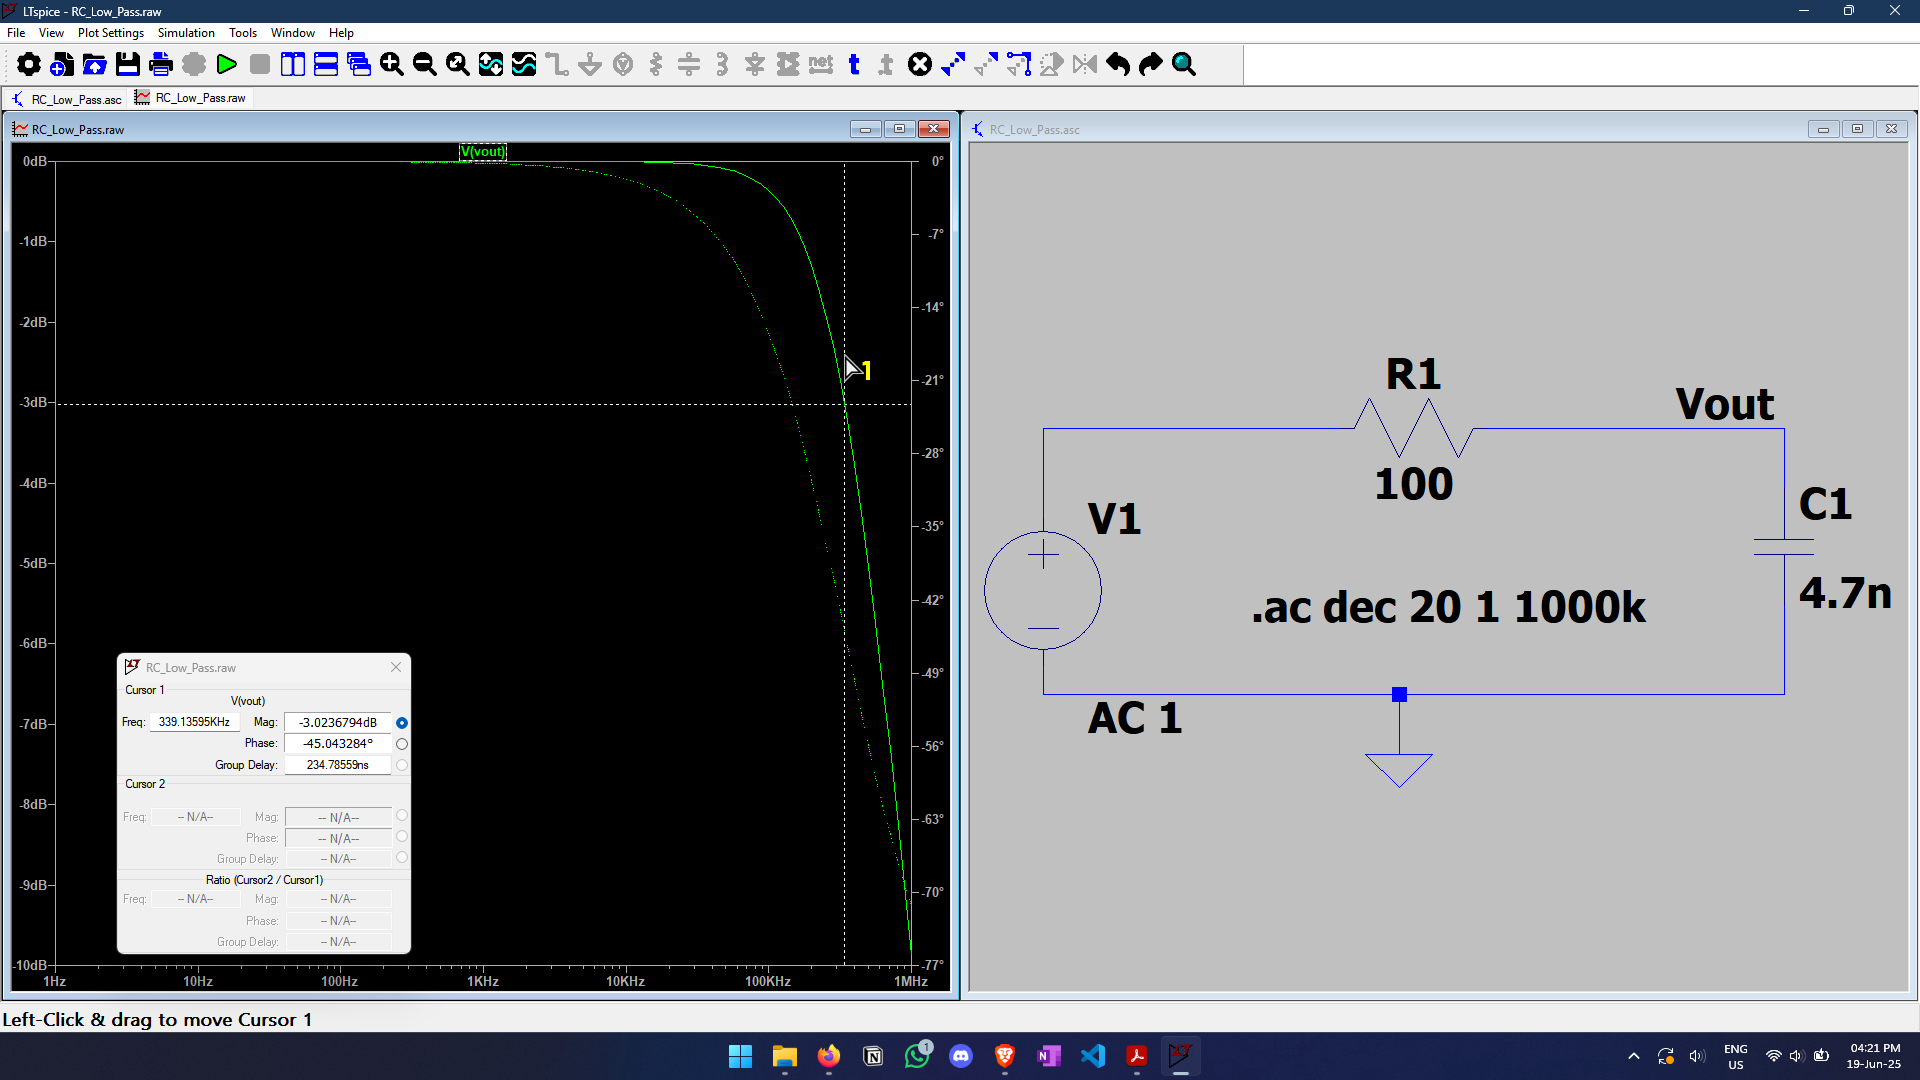 LTspice - RC_Low_Pass.raw
File View Plot Settings Simulation Tools Window Help
net t t
RC_Low_Pass.asc RC_Low_Pass.raw
RC_Low_Pass.raw
V(vout)
0dB
-1dB
-2dB
-3dB
-4dB
-5dB
-6dB
-7dB
-8dB
-9dB
-10dB
0°
-7°
-14°
-21°
-28°
-35°
-42°
-49°
-56°
-63°
-70°
-77°
1Hz 10Hz 100Hz 1KHz 10KHz 100KHz 1MHz
1
RC_Low_Pass.raw
Cursor 1
V(vout)
Freq: 339.13595KHz Mag: -3.0236794dB
Phase: -45.043284°
Group Delay: 234.78559ns
Cursor 2
Freq: -- N/A-- Mag: -- N/A--
Phase: -- N/A--
Group Delay: -- N/A--
Ratio (Cursor2 / Cursor1)
Freq: -- N/A-- Mag: -- N/A--
Phase: -- N/A--
Group Delay: -- N/A--
RC_Low_Pass.asc
R1
100
Vout
V1
C1
4.7n
.ac dec 20 1 1000k
AC 1
Left-Click & drag to move Cursor 1
1
ENG
US
04:21 PM
19-Jun-25